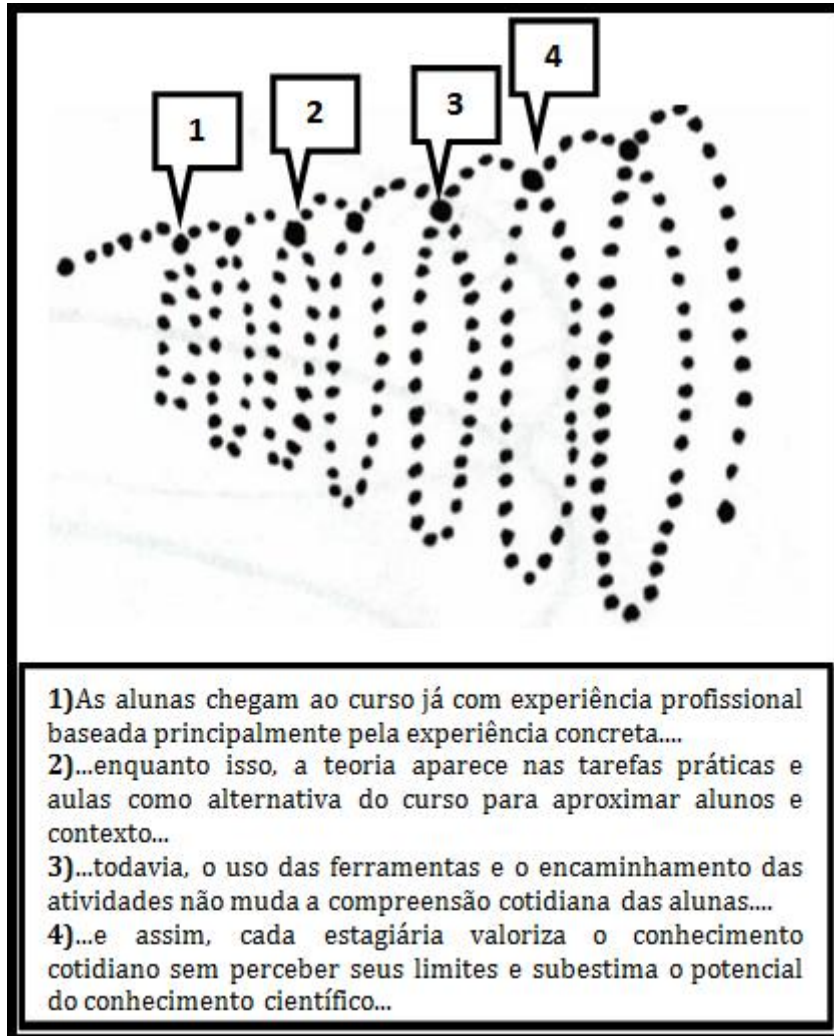 4
3
2
1
1)As alunas chegam ao curso já com experiência profissional
baseada principalmente pela experiência concreta....
2)...enquanto isso, a teoria aparece nas tarefas práticas e
aulas como alternativa do curso para aproximar alunos e
contexto...
3)...todavia, o uso das ferramentas e o encaminhamento das
atividades não muda a compreensão cotidiana das alunas....
4)...e assim, cada estagiária valoriza o conhecimento
cotidiano sem perceber seus limites e subestima o potencial
do conhecimento científico...